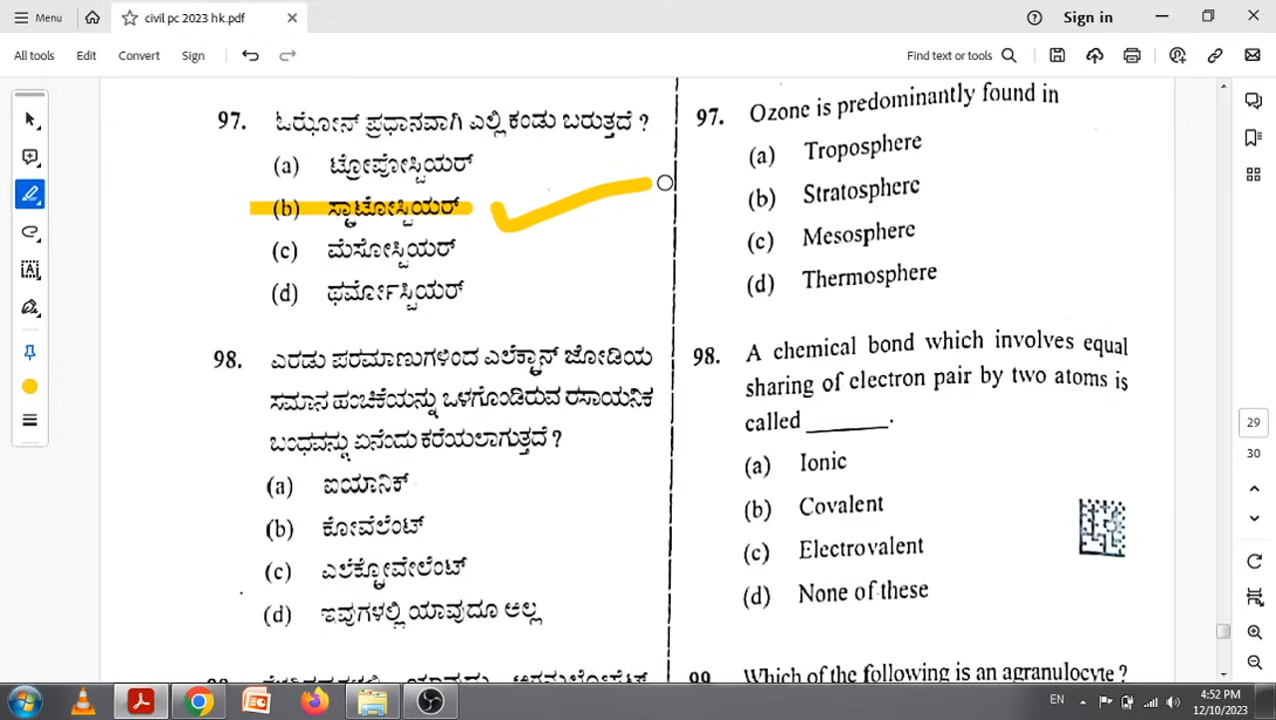 Menu
civil pc 2023 hk.pdf
Sign in
All tools
Edit
Convert
Sign
Find text or tools
97. ಓಝೋನ್ ಪ್ರಧಾನವಾಗಿ ಎಲ್ಲಿ ಕಂಡು ಬರುತ್ತದೆ ?
(a) ಟ್ರೋಪೋಸ್ಪಿಯರ್
(b) ಸ್ಟ್ರಾಟೋಸ್ಪಿಯರ್
(c) ಮೆಸೋಸ್ಪಿಯರ್
(d) ಥರ್ಮೋಸ್ಪಿಯರ್
98. ಎರಡು ಪರಮಾಣುಗಳಿಂದ ಎಲೆಕ್ಟ್ರಾನ್ ಜೋಡಿಯ
ಸಮಾನ ಹಂಚಿಕೆಯನ್ನು ಒಳಗೊಂಡಿರುವ ರಸಾಯನಿಕ
ಬಂಧವನ್ನು ಏನೆಂದು ಕರೆಯಲಾಗುತ್ತದೆ ?
(a) ಐಯಾನಿಕ್
(b) ಕೋವೆಲೆಂಟ್
(c) ಎಲೆಕ್ಟ್ರೋವೇಲೆಂಟ್
(d) ಇವುಗಳಲ್ಲಿ ಯಾವುದೂ ಅಲ್ಲ
97. Ozone is predominantly found in
(a) Troposphere
(b) Stratosphere
(c) Mesosphere
(d) Thermosphere
98. A chemical bond which involves equal
sharing of electron pair by two atoms is
called ________.
(a) Ionic
(b) Covalent
(c) Electrovalent
(d) None of these
99 Which of the following is an agranulocyte ?
29
30
EN
4:52 PM
12/10/2023